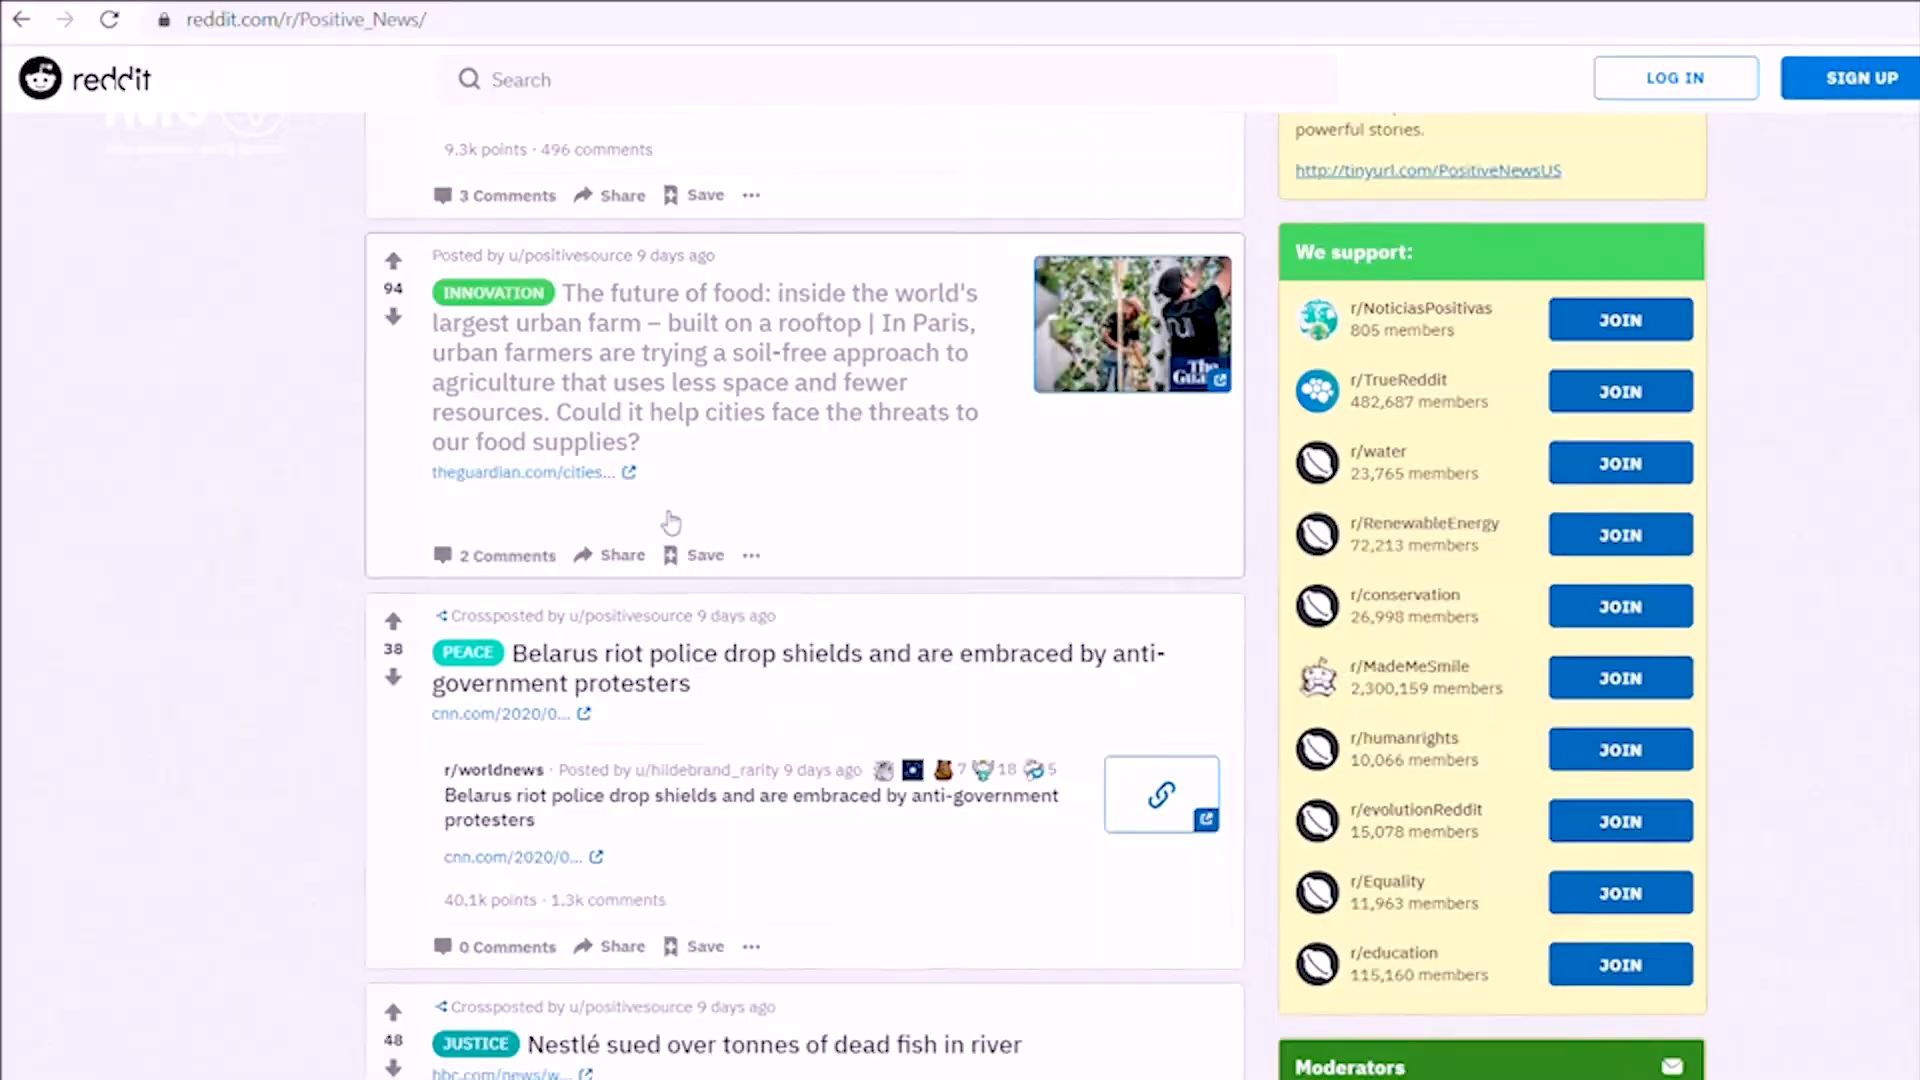 reddit.com/r/Positive_News/
reddit
Search
LOG IN
SIGN UP
9.3k points · 496 comments
3 Comments Share Save
Posted by u/positivesource 9 days ago
94
INNOVATION The future of food: inside the world's
largest urban farm – built on a rooftop | In Paris,
urban farmers are trying a soil-free approach to
agriculture that uses less space and fewer
resources. Could it help cities face the threats to
our food supplies?
theguardian.com/cities...
The
2 Comments Share Save
Crossposted by u/positivesource 9 days ago
38
PEACE Belarus riot police drop shields and are embraced by anti-
government protesters
cnn.com/2020/0...
r/worldnews · Posted by u/hildebrand_rarity 9 days ago 7 18 5
Belarus riot police drop shields and are embraced by anti-government
protesters
cnn.com/2020/0...
40.1k points · 1.3k comments
0 Comments Share Save
Crossposted by u/positivesource 9 days ago
48
JUSTICE Nestlé sued over tonnes of dead fish in river
bbc.com/news/w...
powerful stories.
http://tinyurl.com/PositiveNewsUS
We support:
r/NoticiasPositivas
805 members
JOIN
r/TrueReddit
482,687 members
JOIN
r/water
23,765 members
JOIN
r/RenewableEnergy
72,213 members
JOIN
r/conservation
26,998 members
JOIN
r/MadeMeSmile
2,300,159 members
JOIN
r/humanrights
10,066 members
JOIN
r/evolutionReddit
15,078 members
JOIN
r/Equality
11,963 members
JOIN
r/education
115,160 members
JOIN
Moderators